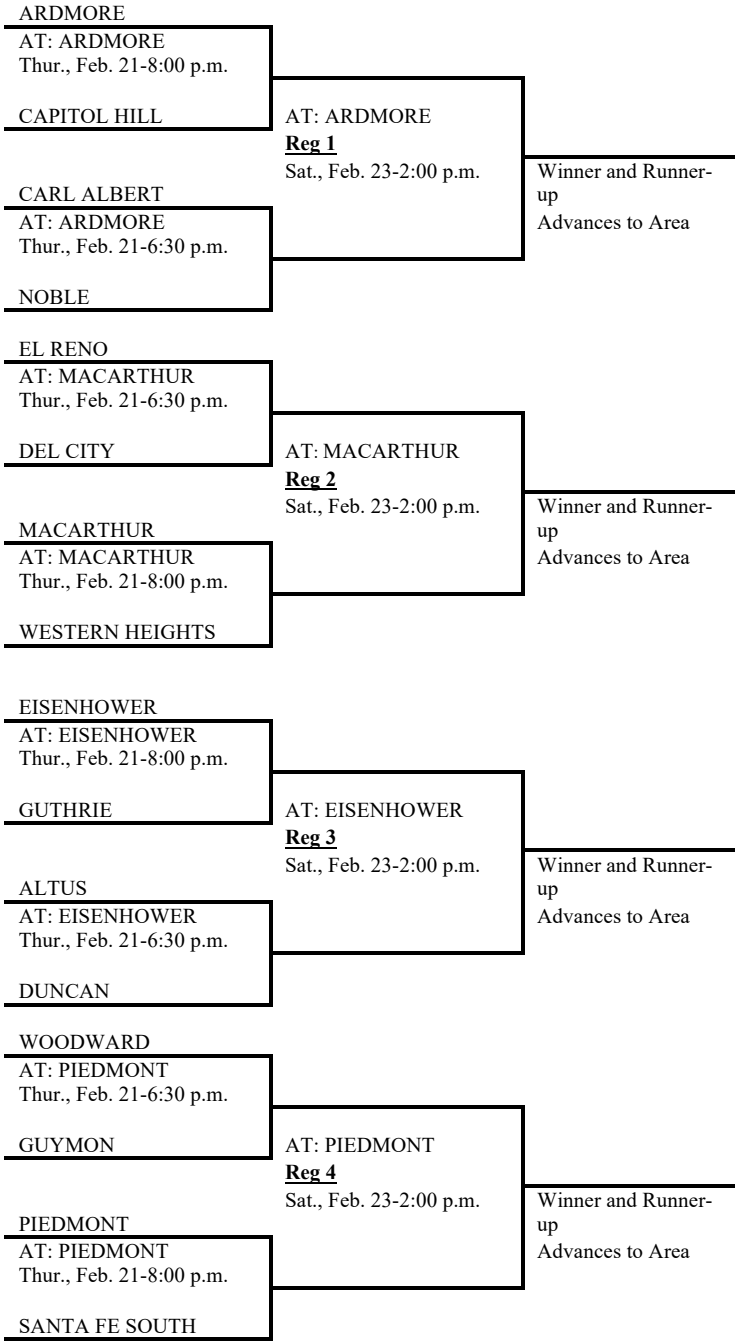 ARDMORE
AT: ARDMORE
Thur., Feb. 21-8:00 p.m.
CAPITOL HILL
AT: ARDMORE
Reg 1
Sat., Feb. 23-2:00 p.m.
Winner and Runner-
up
Advances to Area
CARL ALBERT
AT: ARDMORE
Thur., Feb. 21-6:30 p.m.
NOBLE
EL RENO
AT: MACARTHUR
Thur., Feb. 21-6:30 p.m.
DEL CITY
AT: MACARTHUR
Reg 2
Sat., Feb. 23-2:00 p.m.
Winner and Runner-
up
Advances to Area
MACARTHUR
AT: MACARTHUR
Thur., Feb. 21-8:00 p.m.
WESTERN HEIGHTS
EISENHOWER
AT: EISENHOWER
Thur., Feb. 21-8:00 p.m.
GUTHRIE
AT: EISENHOWER
Reg 3
Sat., Feb. 23-2:00 p.m.
Winner and Runner-
up
Advances to Area
ALTUS
AT: EISENHOWER
Thur., Feb. 21-6:30 p.m.
DUNCAN
WOODWARD
AT: PIEDMONT
Thur., Feb. 21-6:30 p.m.
GUYMON
AT: PIEDMONT
Reg 4
Sat., Feb. 23-2:00 p.m.
Winner and Runner-
up
Advances to Area
PIEDMONT
AT: PIEDMONT
Thur., Feb. 21-8:00 p.m.
SANTA FE SOUTH